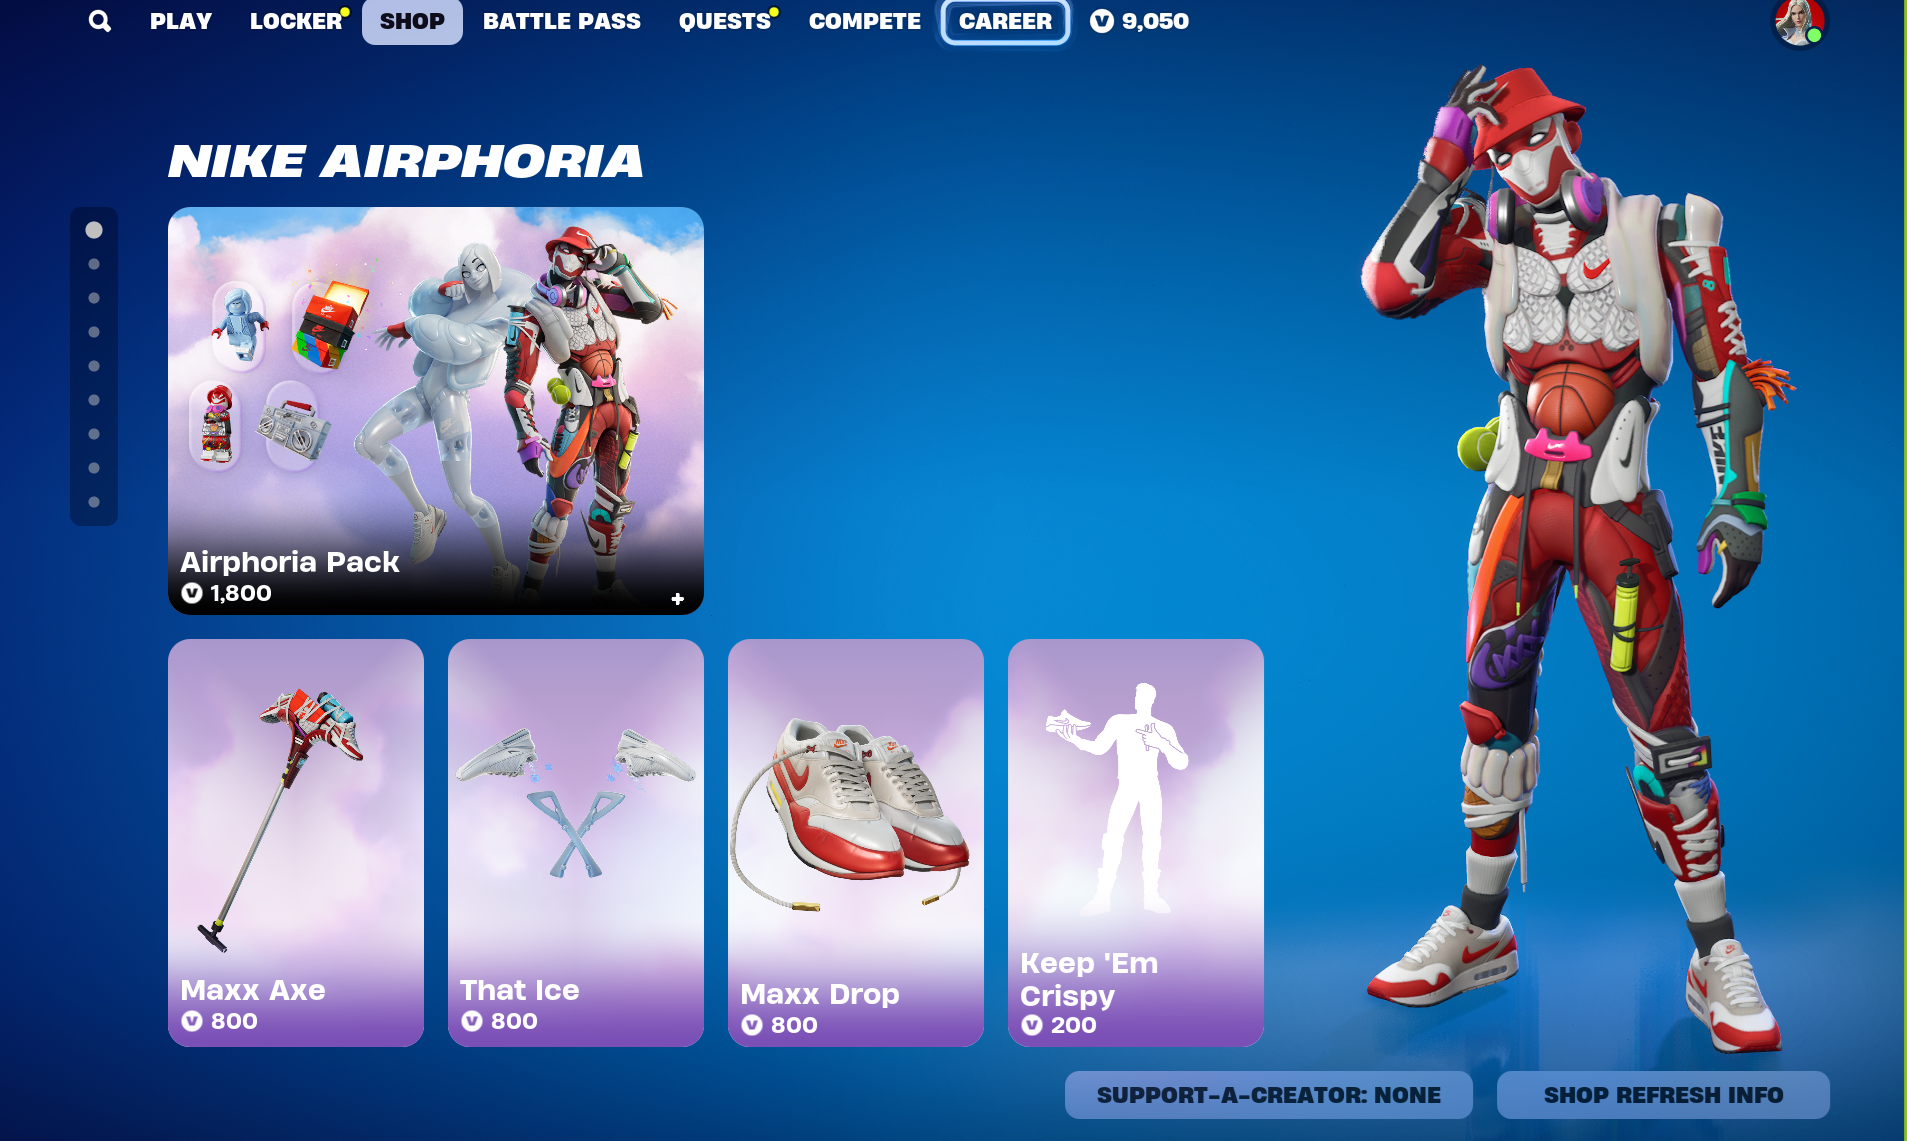 PLAY
LOCKER
SHOP
BATTLE PASS
QUESTS
COMPETE
CAREER
9,050
NIKE AIRPHORIA
Airphoria Pack
1,800
+
Maxx Axe
800
That Ice
800
Maxx Drop
800
Keep 'Em
Crispy
200
SUPPORT-A-CREATOR: NONE
SHOP REFRESH INFO